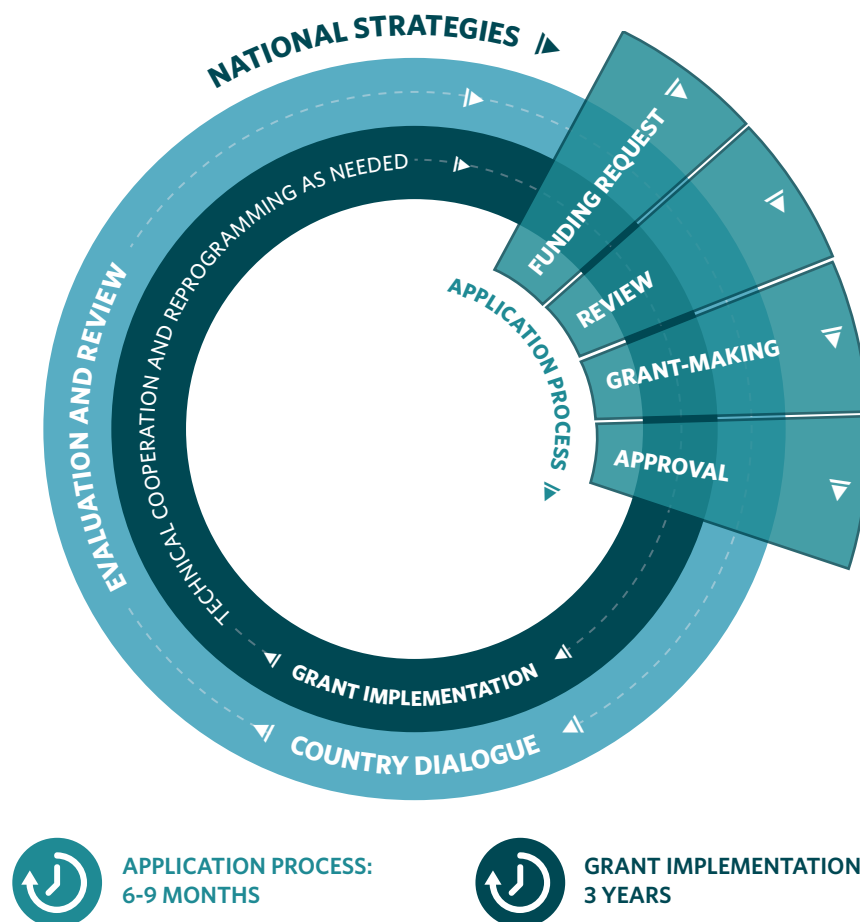 NATIONAL STRATEGIES
FUNDING REQUEST
REVIEW
GRANT-MAKING
APPROVAL
APPLICATION PROCESS
TECHNICAL COOPERATION AND REPROGRAMMING AS NEEDED
EVALUATION AND REVIEW
GRANT IMPLEMENTATION
COUNTRY DIALOGUE
APPLICATION PROCESS:
6-9 MONTHS
GRANT IMPLEMENTATION
3 YEARS